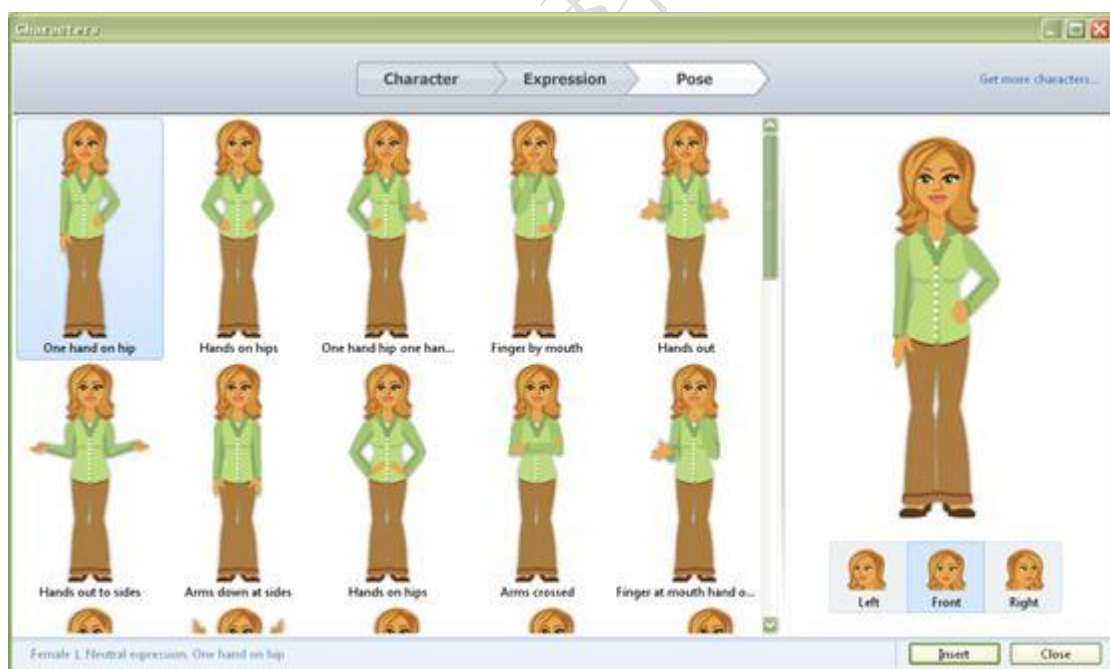 Characters
Character Expression Pose
Get more characters...
One hand on hip
Hands on hips
One hand hip one han...
Finger by mouth
Hands out
Hands out to sides
Arms down at sides
Hands on hips
Arms crossed
Finger at mouth hand o...
Left Front Right
Female 1, Neutral expression, One hand on hip
Insert Close